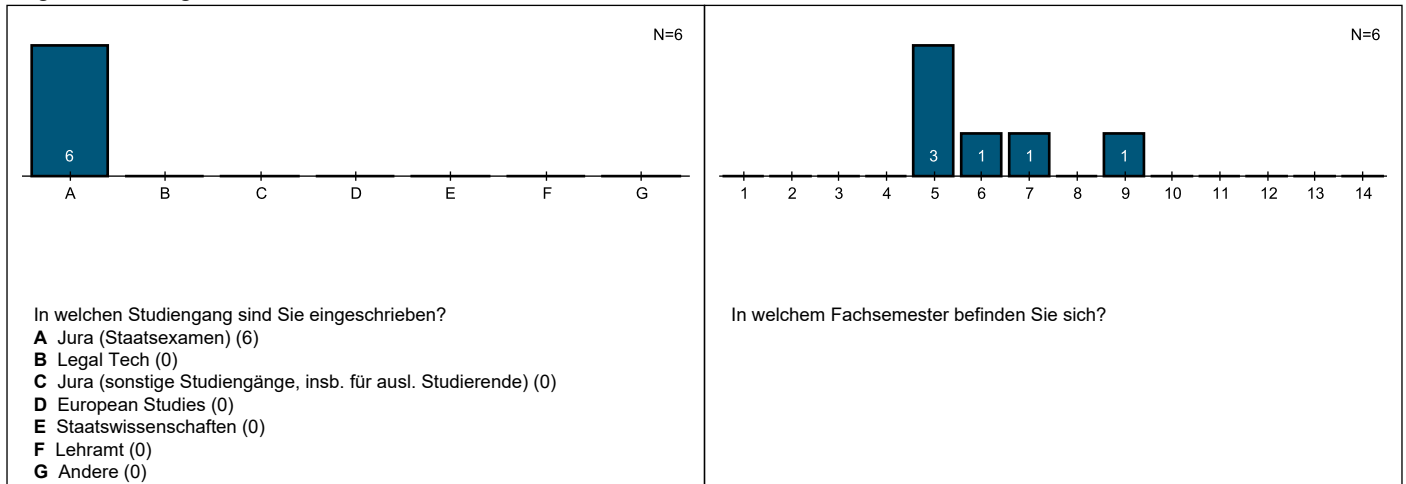 N=6
6
A B C D E F G
In welchen Studiengang sind Sie eingeschrieben?
A Jura (Staatsexamen) (6)
B Legal Tech (0)
C Jura (sonstige Studiengänge, insb. für ausl. Studierende) (0)
D European Studies (0)
E Staatswissenschaften (0)
F Lehramt (0)
G Andere (0)
N=6
3 1 1 1
1 2 3 4 5 6 7 8 9 10 11 12 13 14
In welchem Fachsemester befinden Sie sich?